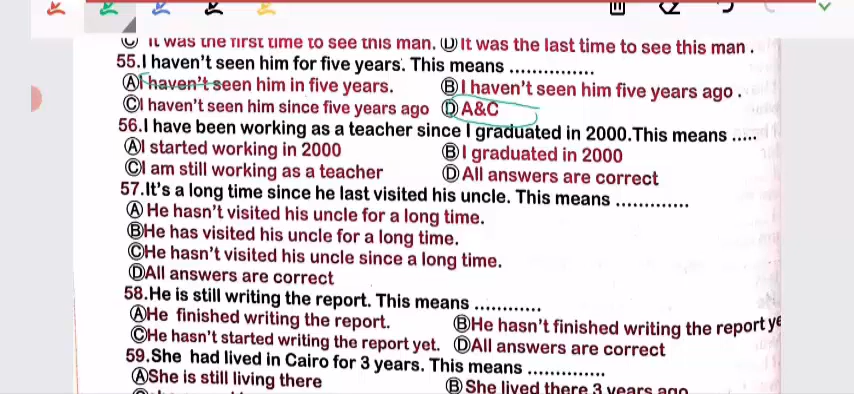 Ⓒ It was the first time to see this man. Ⓓ It was the last time to see this man .
55.I haven't seen him for five years. This means ...............
Ⓐ I haven't seen him in five years. Ⓑ I haven't seen him five years ago .
Ⓒ I haven't seen him since five years ago Ⓓ A&C
56.I have been working as a teacher since I graduated in 2000.This means .....
Ⓐ I started working in 2000 Ⓑ I graduated in 2000
Ⓒ I am still working as a teacher Ⓓ All answers are correct
57.It's a long time since he last visited his uncle. This means .............
Ⓐ He hasn't visited his uncle for a long time.
Ⓑ He has visited his uncle for a long time.
Ⓒ He hasn't visited his uncle since a long time.
Ⓓ All answers are correct
58.He is still writing the report. This means ............
Ⓐ He finished writing the report. Ⓑ He hasn't finished writing the report
Ⓒ He hasn't started writing the report yet. Ⓓ All answers are correct
59.She had lived in Cairo for 3 years. This means ..............
Ⓐ She is still living there Ⓑ She lived there 3 years ago